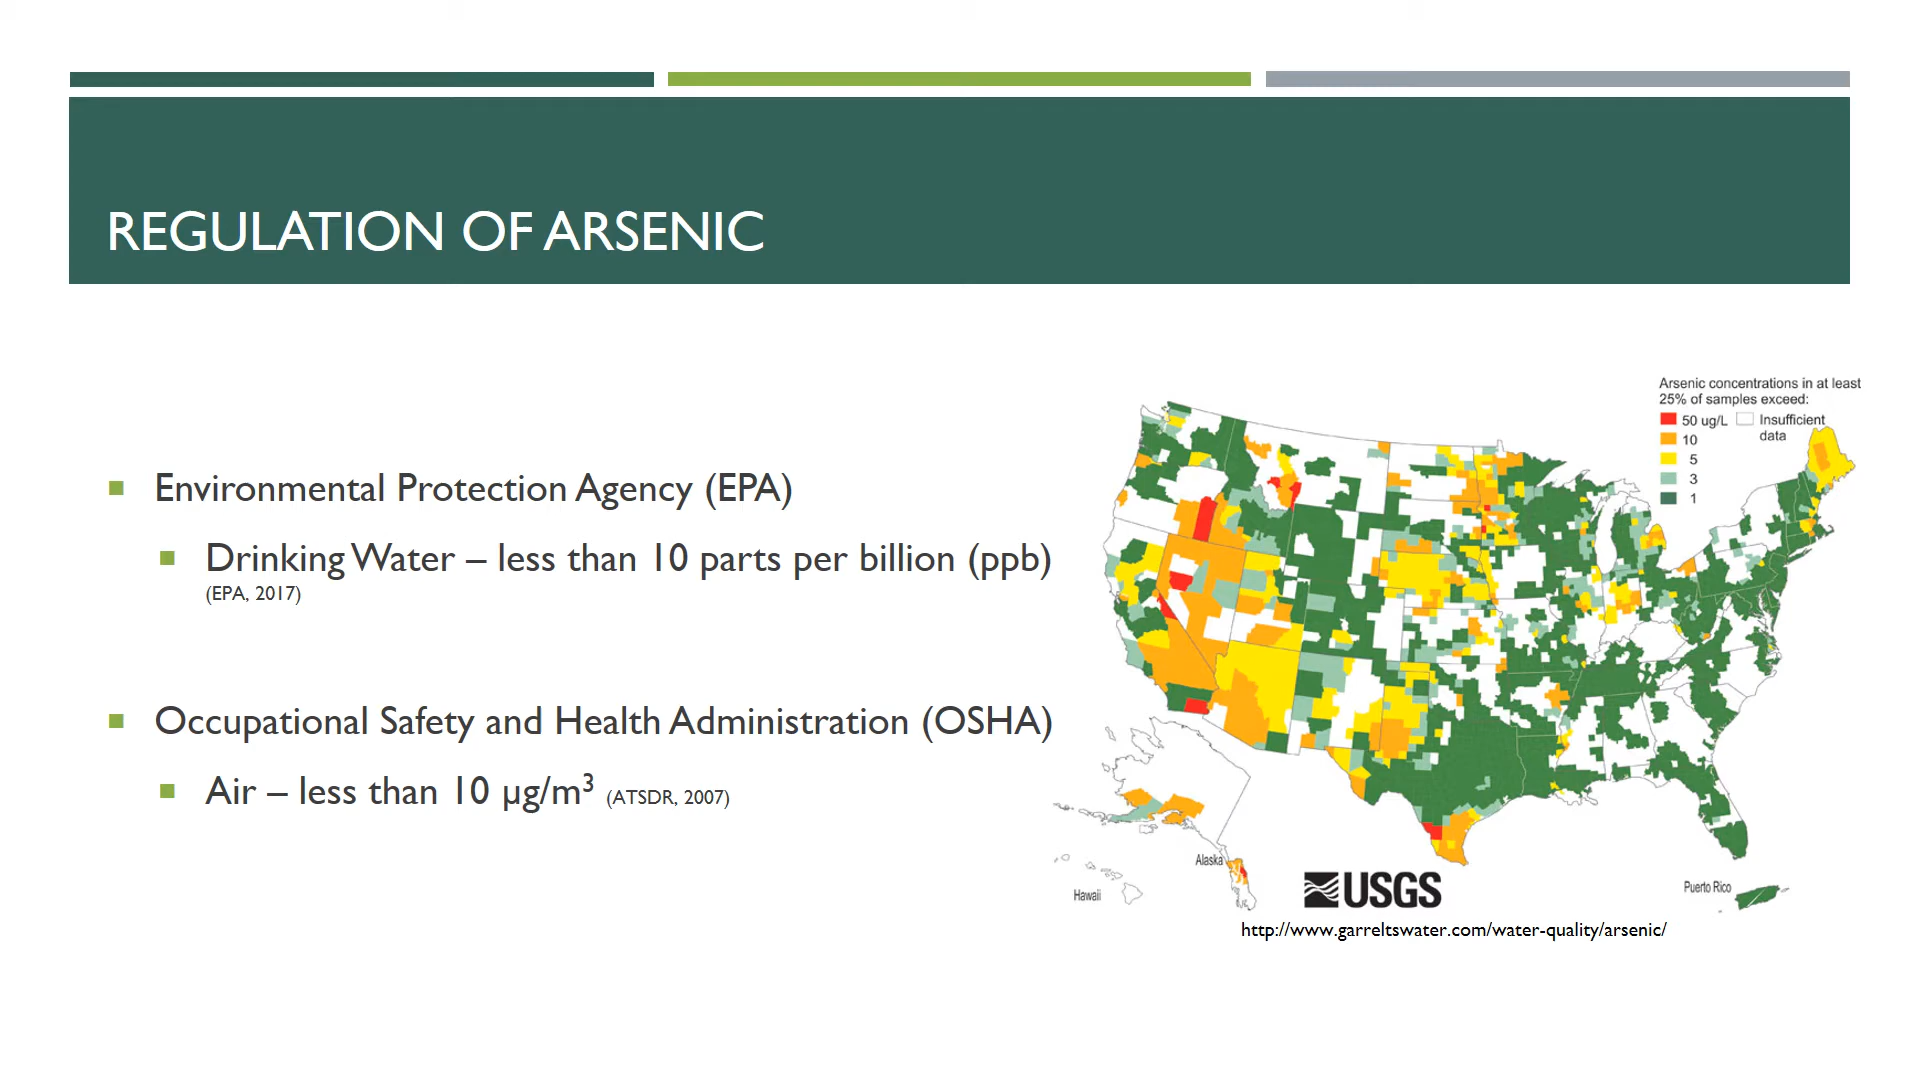 REGULATION OF ARSENIC
Environmental Protection Agency (EPA)
Drinking Water – less than 10 parts per billion (ppb)
(EPA, 2017)
Occupational Safety and Health Administration (OSHA)
Air – less than 10 µg/m³ (ATSDR, 2007)
Arsenic concentrations in at least
25% of samples exceed:
50 ug/L Insufficient
data
10
5
3
1
Alaska
Hawaii
USGS
Puerto Rico
http://www.garreltswater.com/water-quality/arsenic/